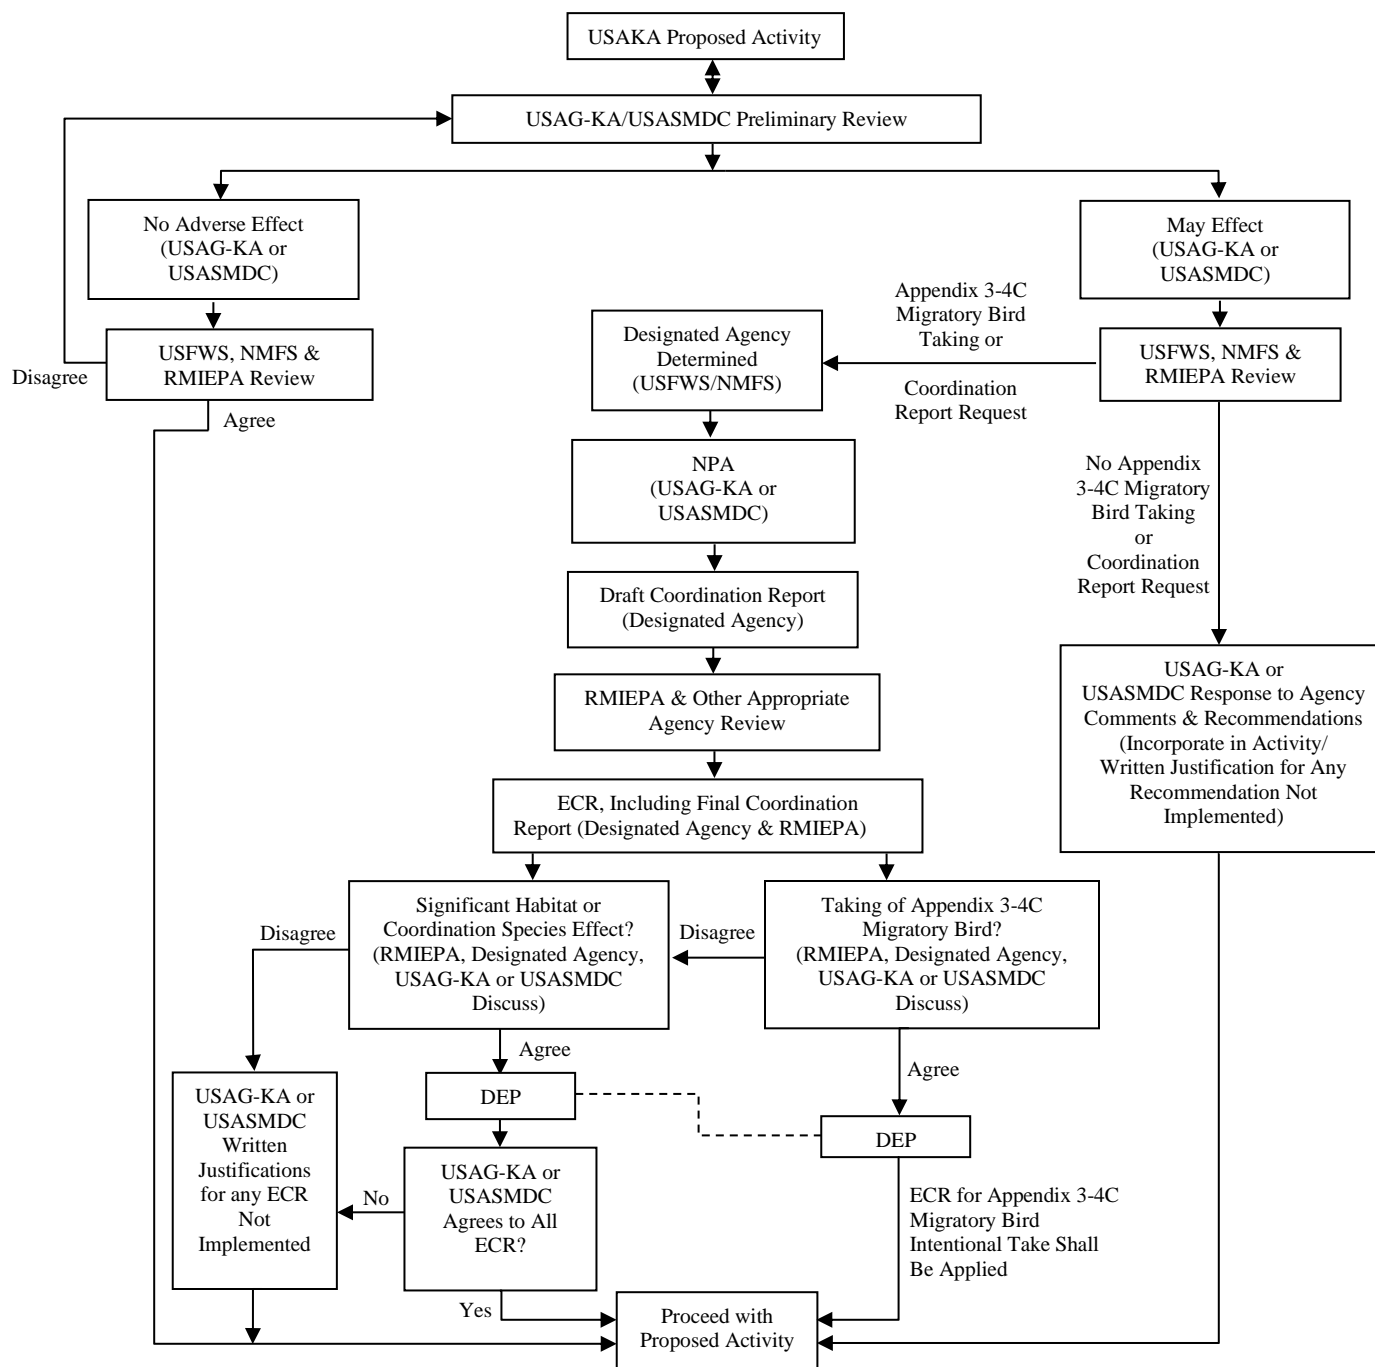 USAKA Proposed Activity
USAG-KA/USASMDC Preliminary Review
No Adverse Effect
(USAG-KA or
USASMDC)
May Effect
(USAG-KA or
USASMDC)
Appendix 3-4C
Migratory Bird
Taking or
Coordination
Report Request
Designated Agency
Determined
(USFWS/NMFS)
USFWS, NMFS &
RMIEPA Review
Disagree
Agree
USFWS, NMFS &
RMIEPA Review
NPA
(USAG-KA or
USASMDC)
No Appendix
3-4C Migratory
Bird Taking
or
Coordination
Report Request
Draft Coordination Report
(Designated Agency)
RMIEPA & Other Appropriate
Agency Review
USAG-KA or
USASMDC Response to Agency
Comments & Recommendations
(Incorporate in Activity/
Written Justification for Any
Recommendation Not
Implemented)
ECR, Including Final Coordination
Report (Designated Agency & RMIEPA)
Significant Habitat or
Coordination Species Effect?
(RMIEPA, Designated Agency,
USAG-KA or USASMDC
Discuss)
Disagree
Taking of Appendix 3-4C
Migratory Bird?
(RMIEPA, Designated Agency,
USAG-KA or USASMDC
Discuss)
Disagree
Agree
Agree
DEP
DEP
USAG-KA or
USASMDC
Written
Justifications
for any ECR
Not
Implemented
No
USAG-KA or
USASMDC
Agrees to All
ECR?
ECR for Appendix 3-4C
Migratory Bird
Intentional Take Shall
Be Applied
Yes
Proceed with
Proposed Activity